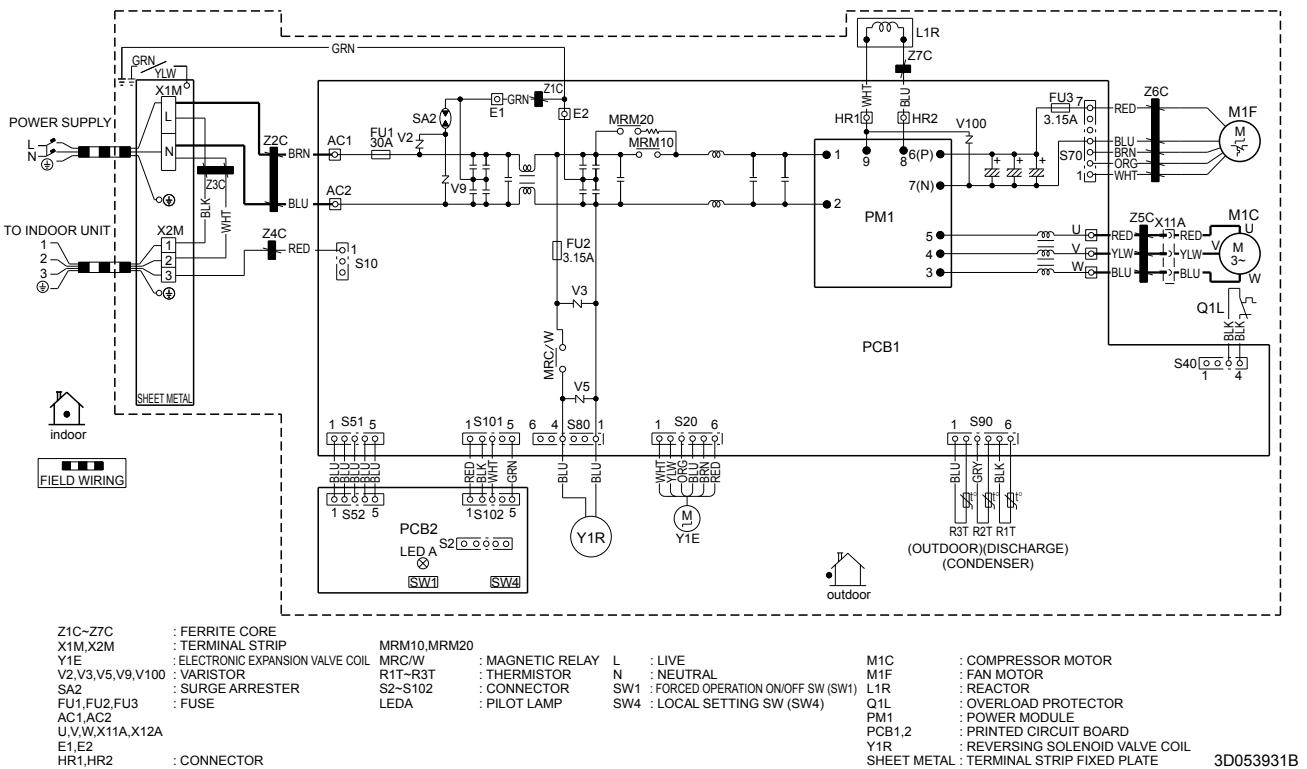 GRN
L1R
Z7C
GRN
YLW
X1M
WHT
BLU
FU3
3.15A
7
Z6C
M1F
M
RED
BLU
BRN
ORG
WHT
S70
1
POWER SUPPLY
L
N
L
N
Z2C
BRN
BLU
AC1
AC2
FU1
30A
V2
SA2
E1
GRN
Z1C
E2
V9
MRM20
MRM10
HR1
HR2
V100
9
8
1
2
6(P)
7(N)
PM1
5
4
3
Z3C
BLK
WHT
TO INDOOR UNIT
1
2
3
X2M
1
2
3
Z4C
RED
1
S10
FU2
3.15A
V3
MRC/W
V5
U
V
W
RED
YLW
BLU
Z5C
X11A
RED
YLW
BLU
M1C
U
V
W
M
3~
Q1L
BLK
BLK
S40
1 4
PCB1
SHEET METAL
indoor
FIELD WIRING
1 S51 5
1 S101 5
6 4 S80 1
1 S20 6
1 S90 6
BLU
BLU
BLU
BLU
BLU
RED
BLK
WHT
GRN
BLU
BLU
WHT
YLW
ORG
BLU
BRN
RED
BLU
GRY
BLK
1 S52 5
1 S102 5
PCB2
S2
LED A
SW1
SW4
Y1R
M
Y1E
t°
t°
t°
R3T R2T R1T
(OUTDOOR)(DISCHARGE)
(CONDENSER)
outdoor
Z1C~Z7C : FERRITE CORE
X1M,X2M : TERMINAL STRIP
Y1E : ELECTRONIC EXPANSION VALVE COIL
V2,V3,V5,V9,V100 : VARISTOR
SA2 : SURGE ARRESTER
FU1,FU2,FU3 : FUSE
AC1,AC2
U,V,W,X11A,X12A
E1,E2
HR1,HR2 : CONNECTOR
MRM10,MRM20
MRC/W : MAGNETIC RELAY
R1T~R3T : THERMISTOR
S2~S102 : CONNECTOR
LEDA : PILOT LAMP
L : LIVE
N : NEUTRAL
SW1 : FORCED OPERATION ON/OFF SW (SW1)
SW4 : LOCAL SETTING SW (SW4)
M1C : COMPRESSOR MOTOR
M1F : FAN MOTOR
L1R : REACTOR
Q1L : OVERLOAD PROTECTOR
PM1 : POWER MODULE
PCB1,2 : PRINTED CIRCUIT BOARD
Y1R : REVERSING SOLENOID VALVE COIL
SHEET METAL : TERMINAL STRIP FIXED PLATE
3D053931B